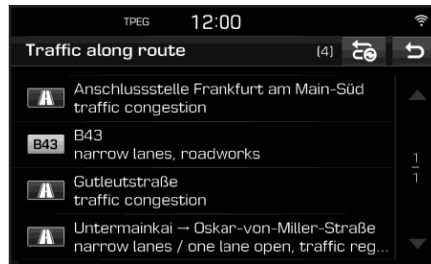 TPEG 12:00
Traffic along route (4)
Anschlussstelle Frankfurt am Main-Süd
traffic congestion
B43 B43
narrow lanes, roadworks
1
1
Gutleutstraße
traffic congestion
Untermainkai → Oskar-von-Miller-Straße
narrow lanes / one lane open, traffic reg...